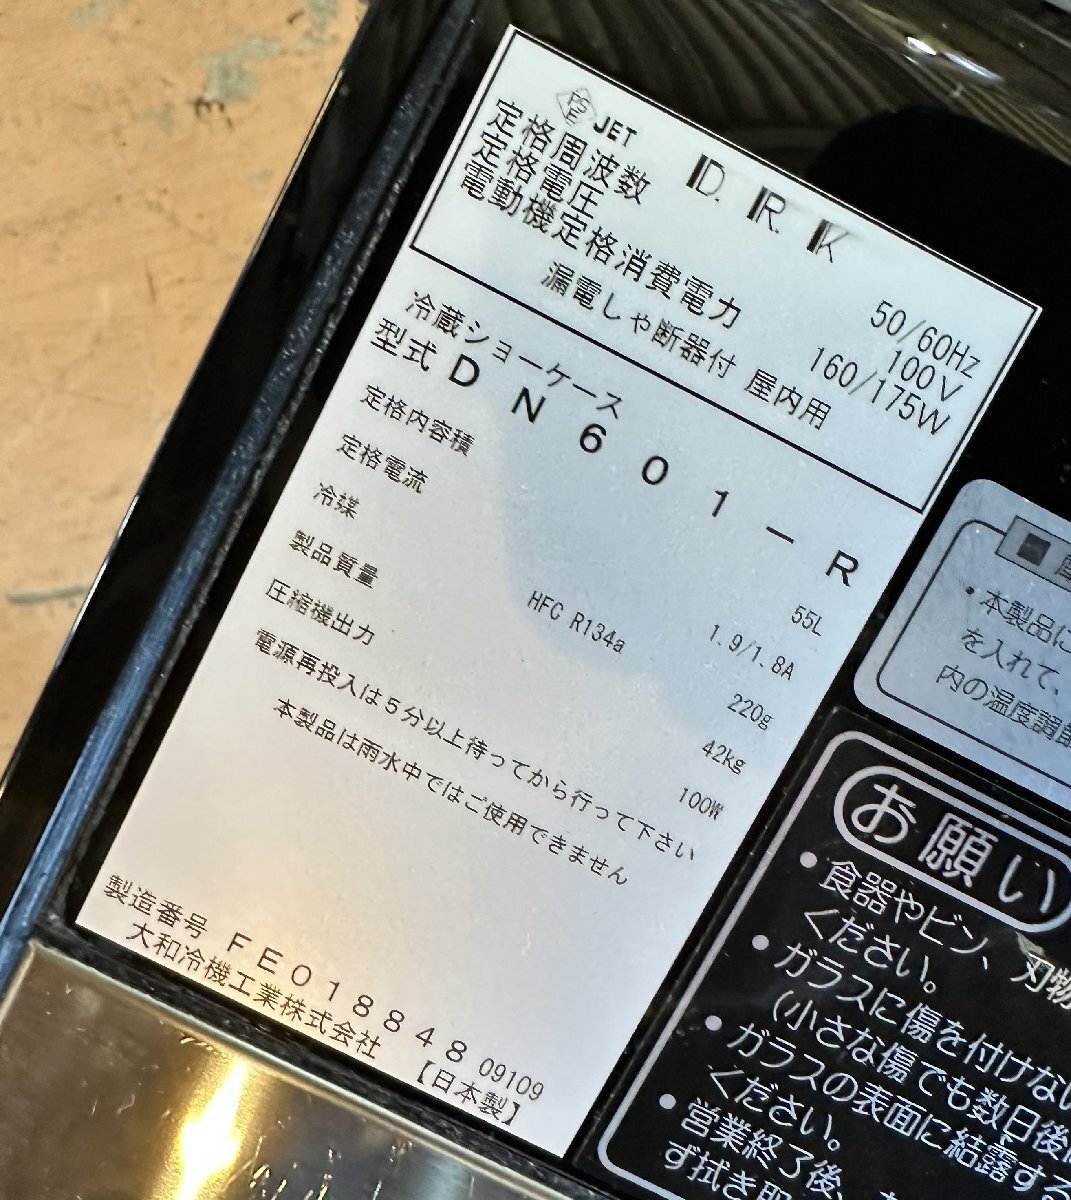 PS E JET D. R. K
定格周波数 50/60Hz
定格電圧 100V
電動機定格消費電力 160/175W
漏電しゃ断器付 屋内用
冷蔵ショーケース
型式 DN601-R
定格内容積 55L
定格電流 1.9/1.8A
冷媒 HFC R134a 220g
製品質量 42kg
圧縮機出力 100W
電源再投入は5分以上待ってから行って下さい
本製品は雨水中ではご使用できません
製造番号 FE018848 09109
大和冷機工業株式会社 【日本製】
・本製品に
を入れて、
内の温度調節
お願い
●食器やビン、刃物
ください。
●ガラスに傷を付けない
(小さな傷でも数日後に
●ガラスの表面に結露する
ください。
●営業終了後、
ず拭き取